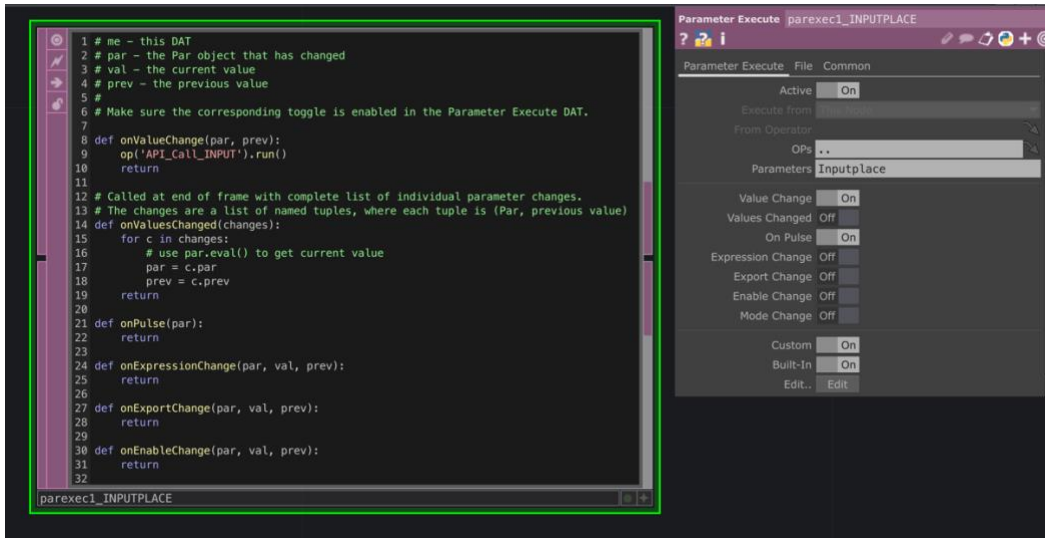 1 # me - this DAT
2 # par - the Par object that has changed
3 # val - the current value
4 # prev - the previous value
5 #
6 # Make sure the corresponding toggle is enabled in the Parameter Execute DAT.
7
8 def onValueChange(par, prev):
9     op('API_Call_INPUT').run()
10     return
11
12 # Called at end of frame with complete list of individual parameter changes.
13 # The changes are a list of named tuples, where each tuple is (Par, previous value)
14 def onValuesChanged(changes):
15     for c in changes:
16         # use par.eval() to get current value
17         par = c.par
18         prev = c.prev
19     return
20
21 def onPulse(par):
22     return
23
24 def onExpressionChange(par, val, prev):
25     return
26
27 def onExportChange(par, val, prev):
28     return
29
30 def onEnableChange(par, val, prev):
31     return
32
parexec1_INPUTPLACE
Parameter Execute parexec1_INPUTPLACE
? ? i
Parameter Execute File Common
Active On
Execute from This Node
From Operator
OPs ..
Parameters Inputplace
Value Change On
Values Changed Off
On Pulse On
Expression Change Off
Export Change Off
Enable Change Off
Mode Change Off
Custom On
Built-In On
Edit.. Edit